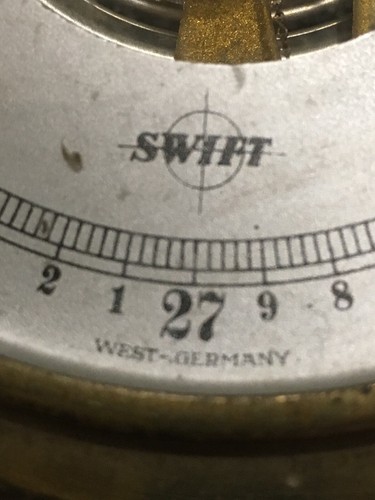 SWIFT
2 1 27 9 8
WEST-GERMANY